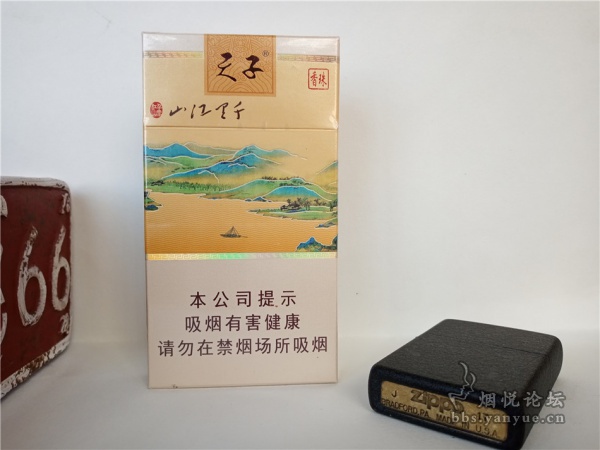 天子®
香珠
千里江山
本公司提示
吸烟有害健康
请勿在禁烟场所吸烟
66
J zippo 15
BRADFORD, PA. MADE IN U.S.A.
烟悦论坛
bbs.yanyue.cn